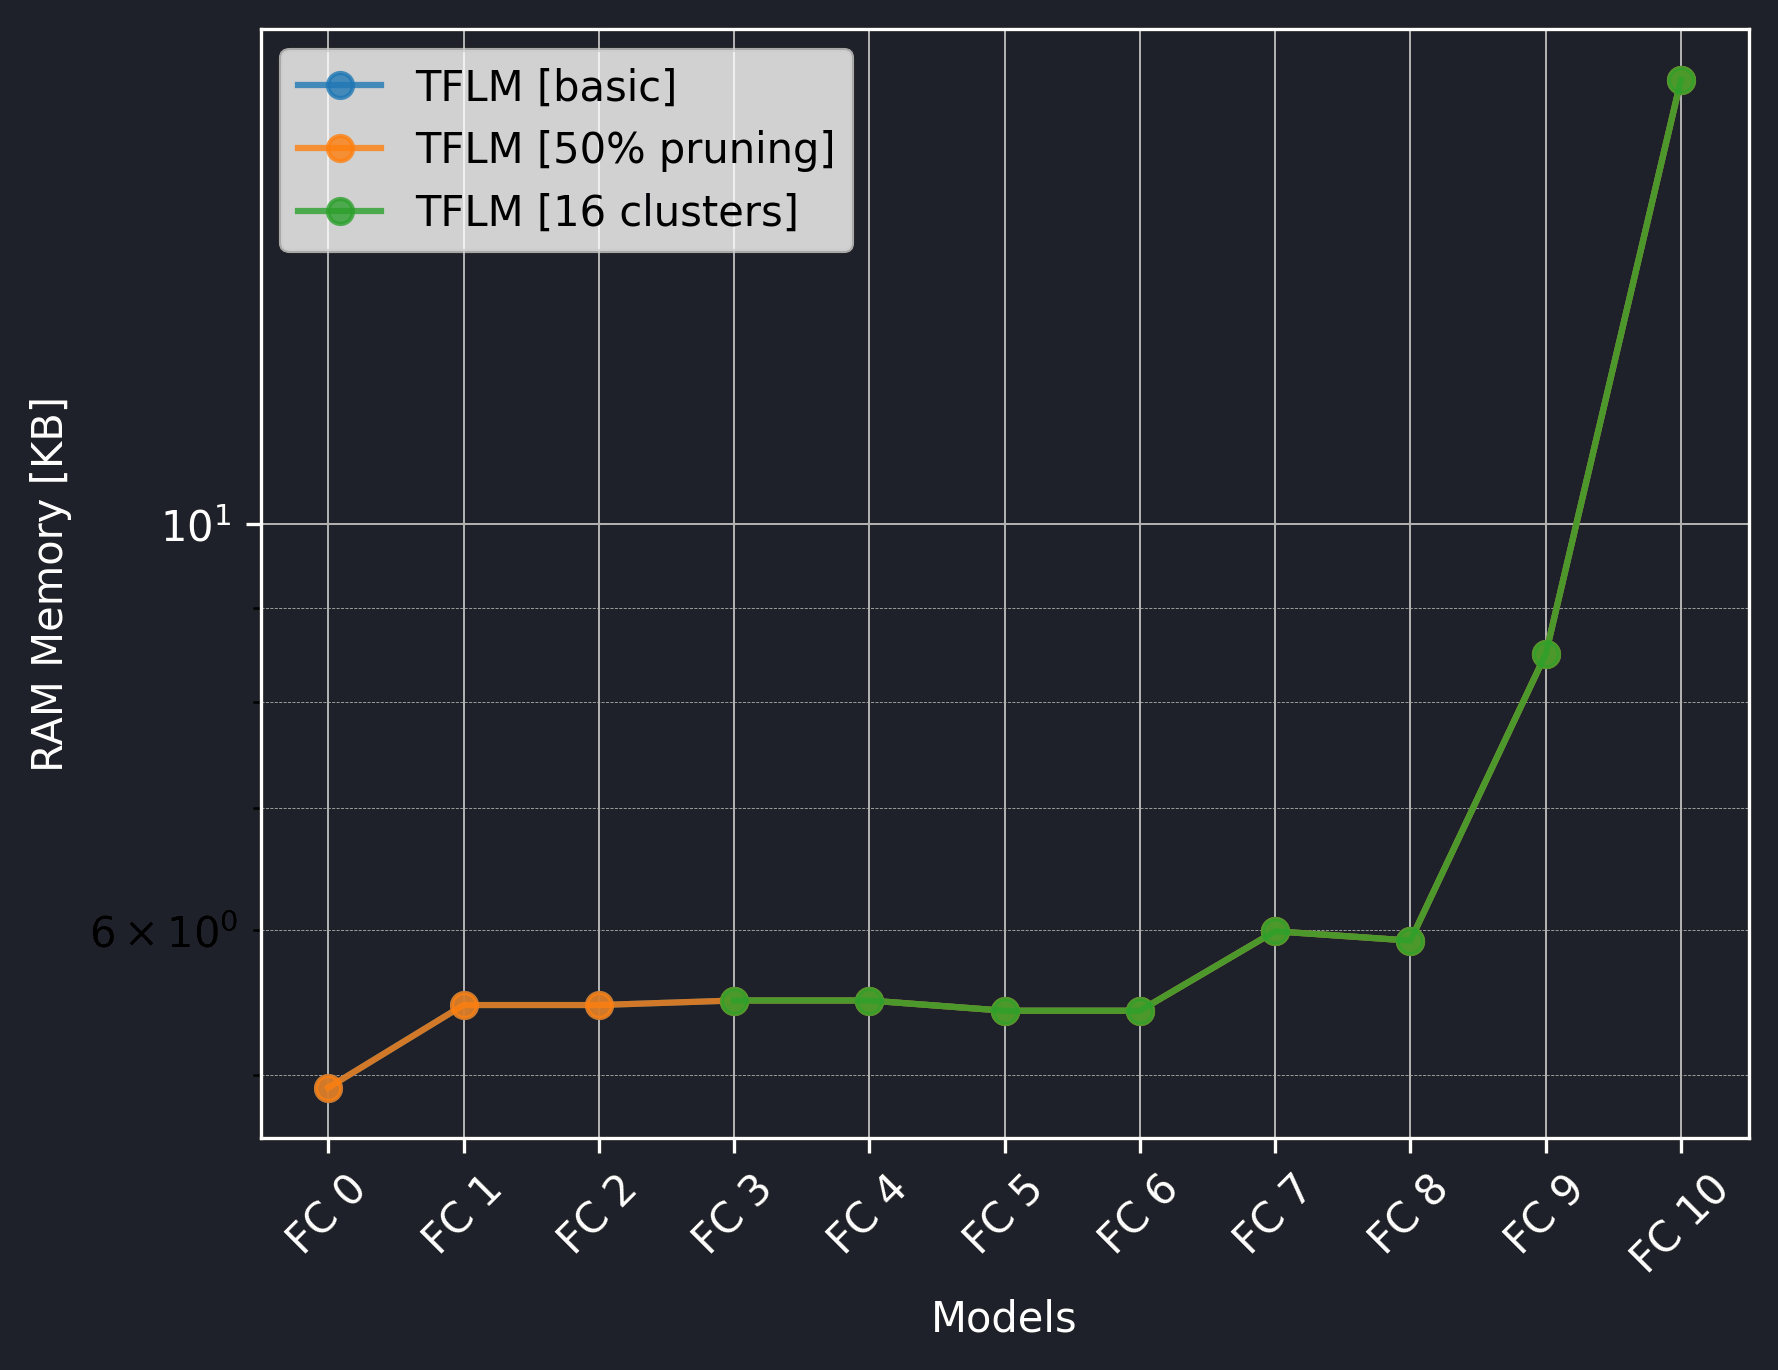 TFLM [basic]
TFLM [50% pruning]
TFLM [16 clusters]
RAM Memory [KB]
10¹
6 × 10⁰
FC 0
FC 1
FC 2
FC 3
FC 4
FC 5
FC 6
FC 7
FC 8
FC 9
FC 10
Models